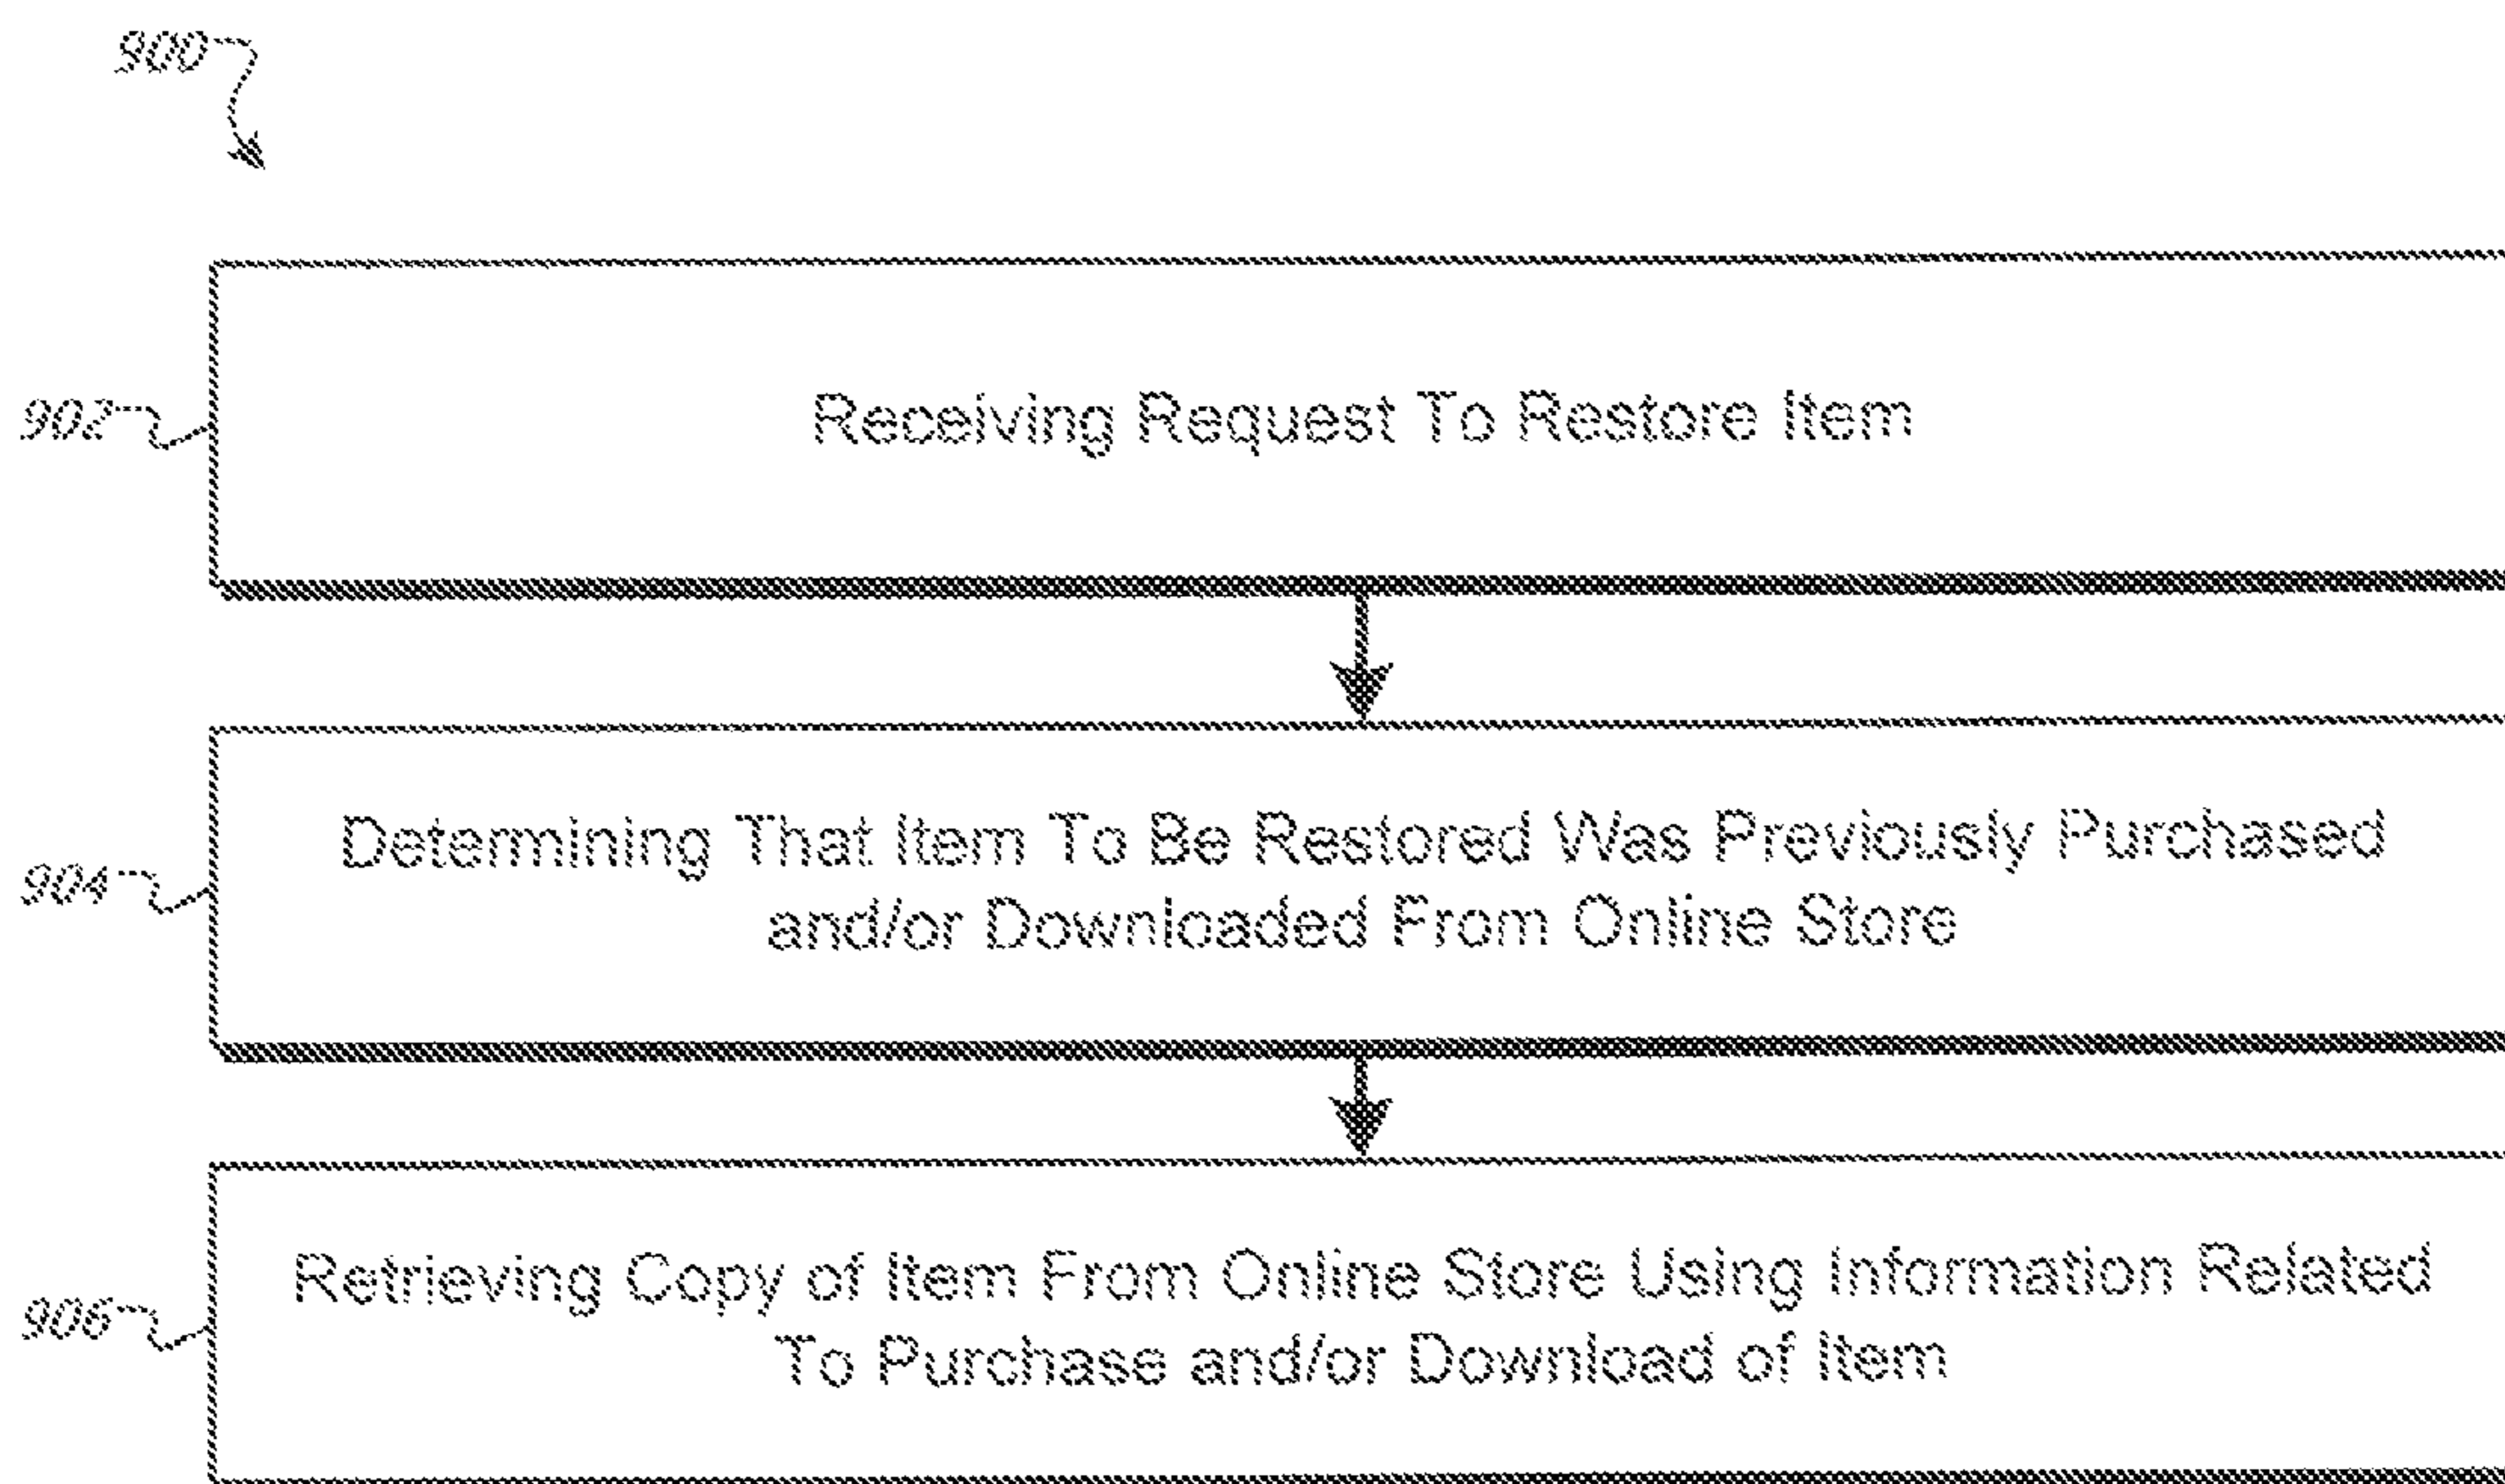 900
902
Receiving Request To Restore Item
904
Determining That Item To Be Restored Was Previously Purchased
and/or Downloaded From Online Store
906
Retrieving Copy of Item From Online Store Using Information Related
To Purchase and/or Download of Item